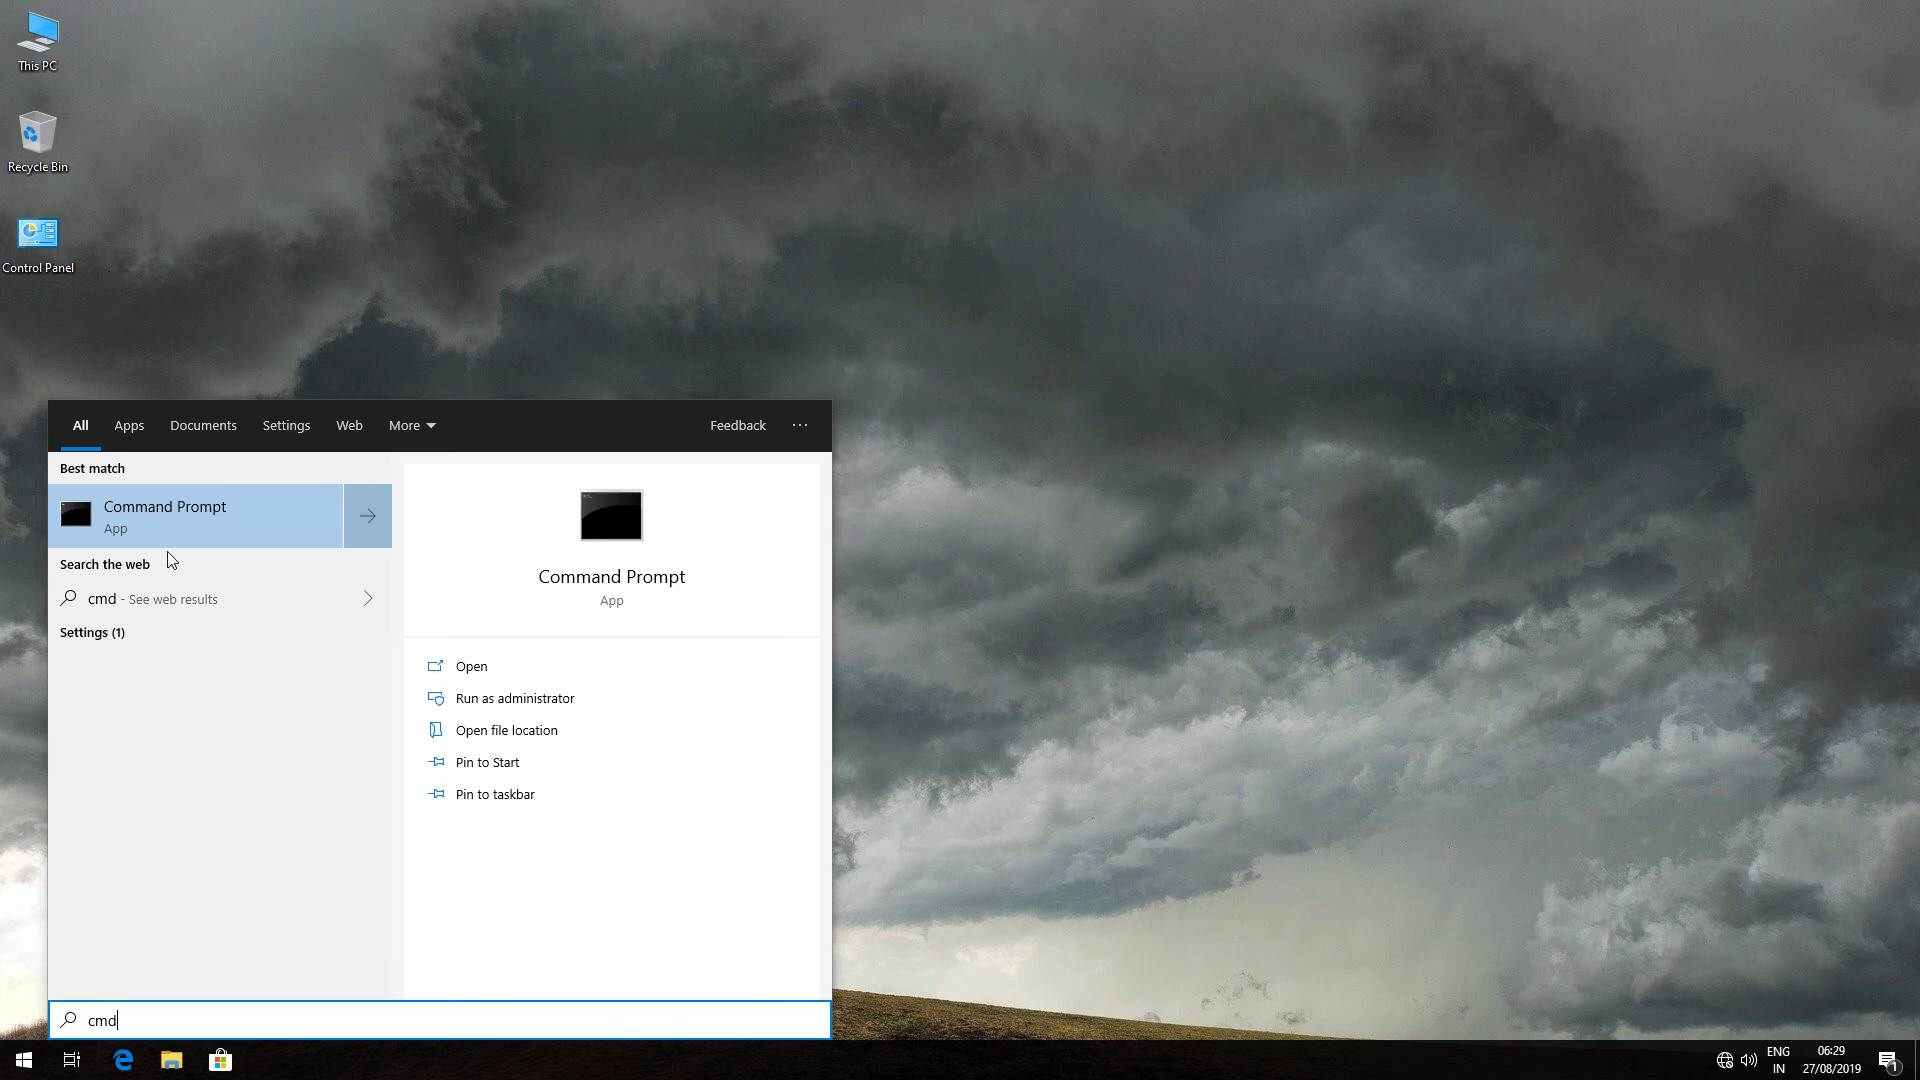 This PC
Recycle Bin
Control Panel
All Apps Documents Settings Web More Feedback ...
Best match
Command Prompt
App
Search the web
cmd - See web results
Settings (1)
Command Prompt
App
Open
Run as administrator
Open file location
Pin to Start
Pin to taskbar
cmd
ENG
IN
06:29
27/08/2019
1